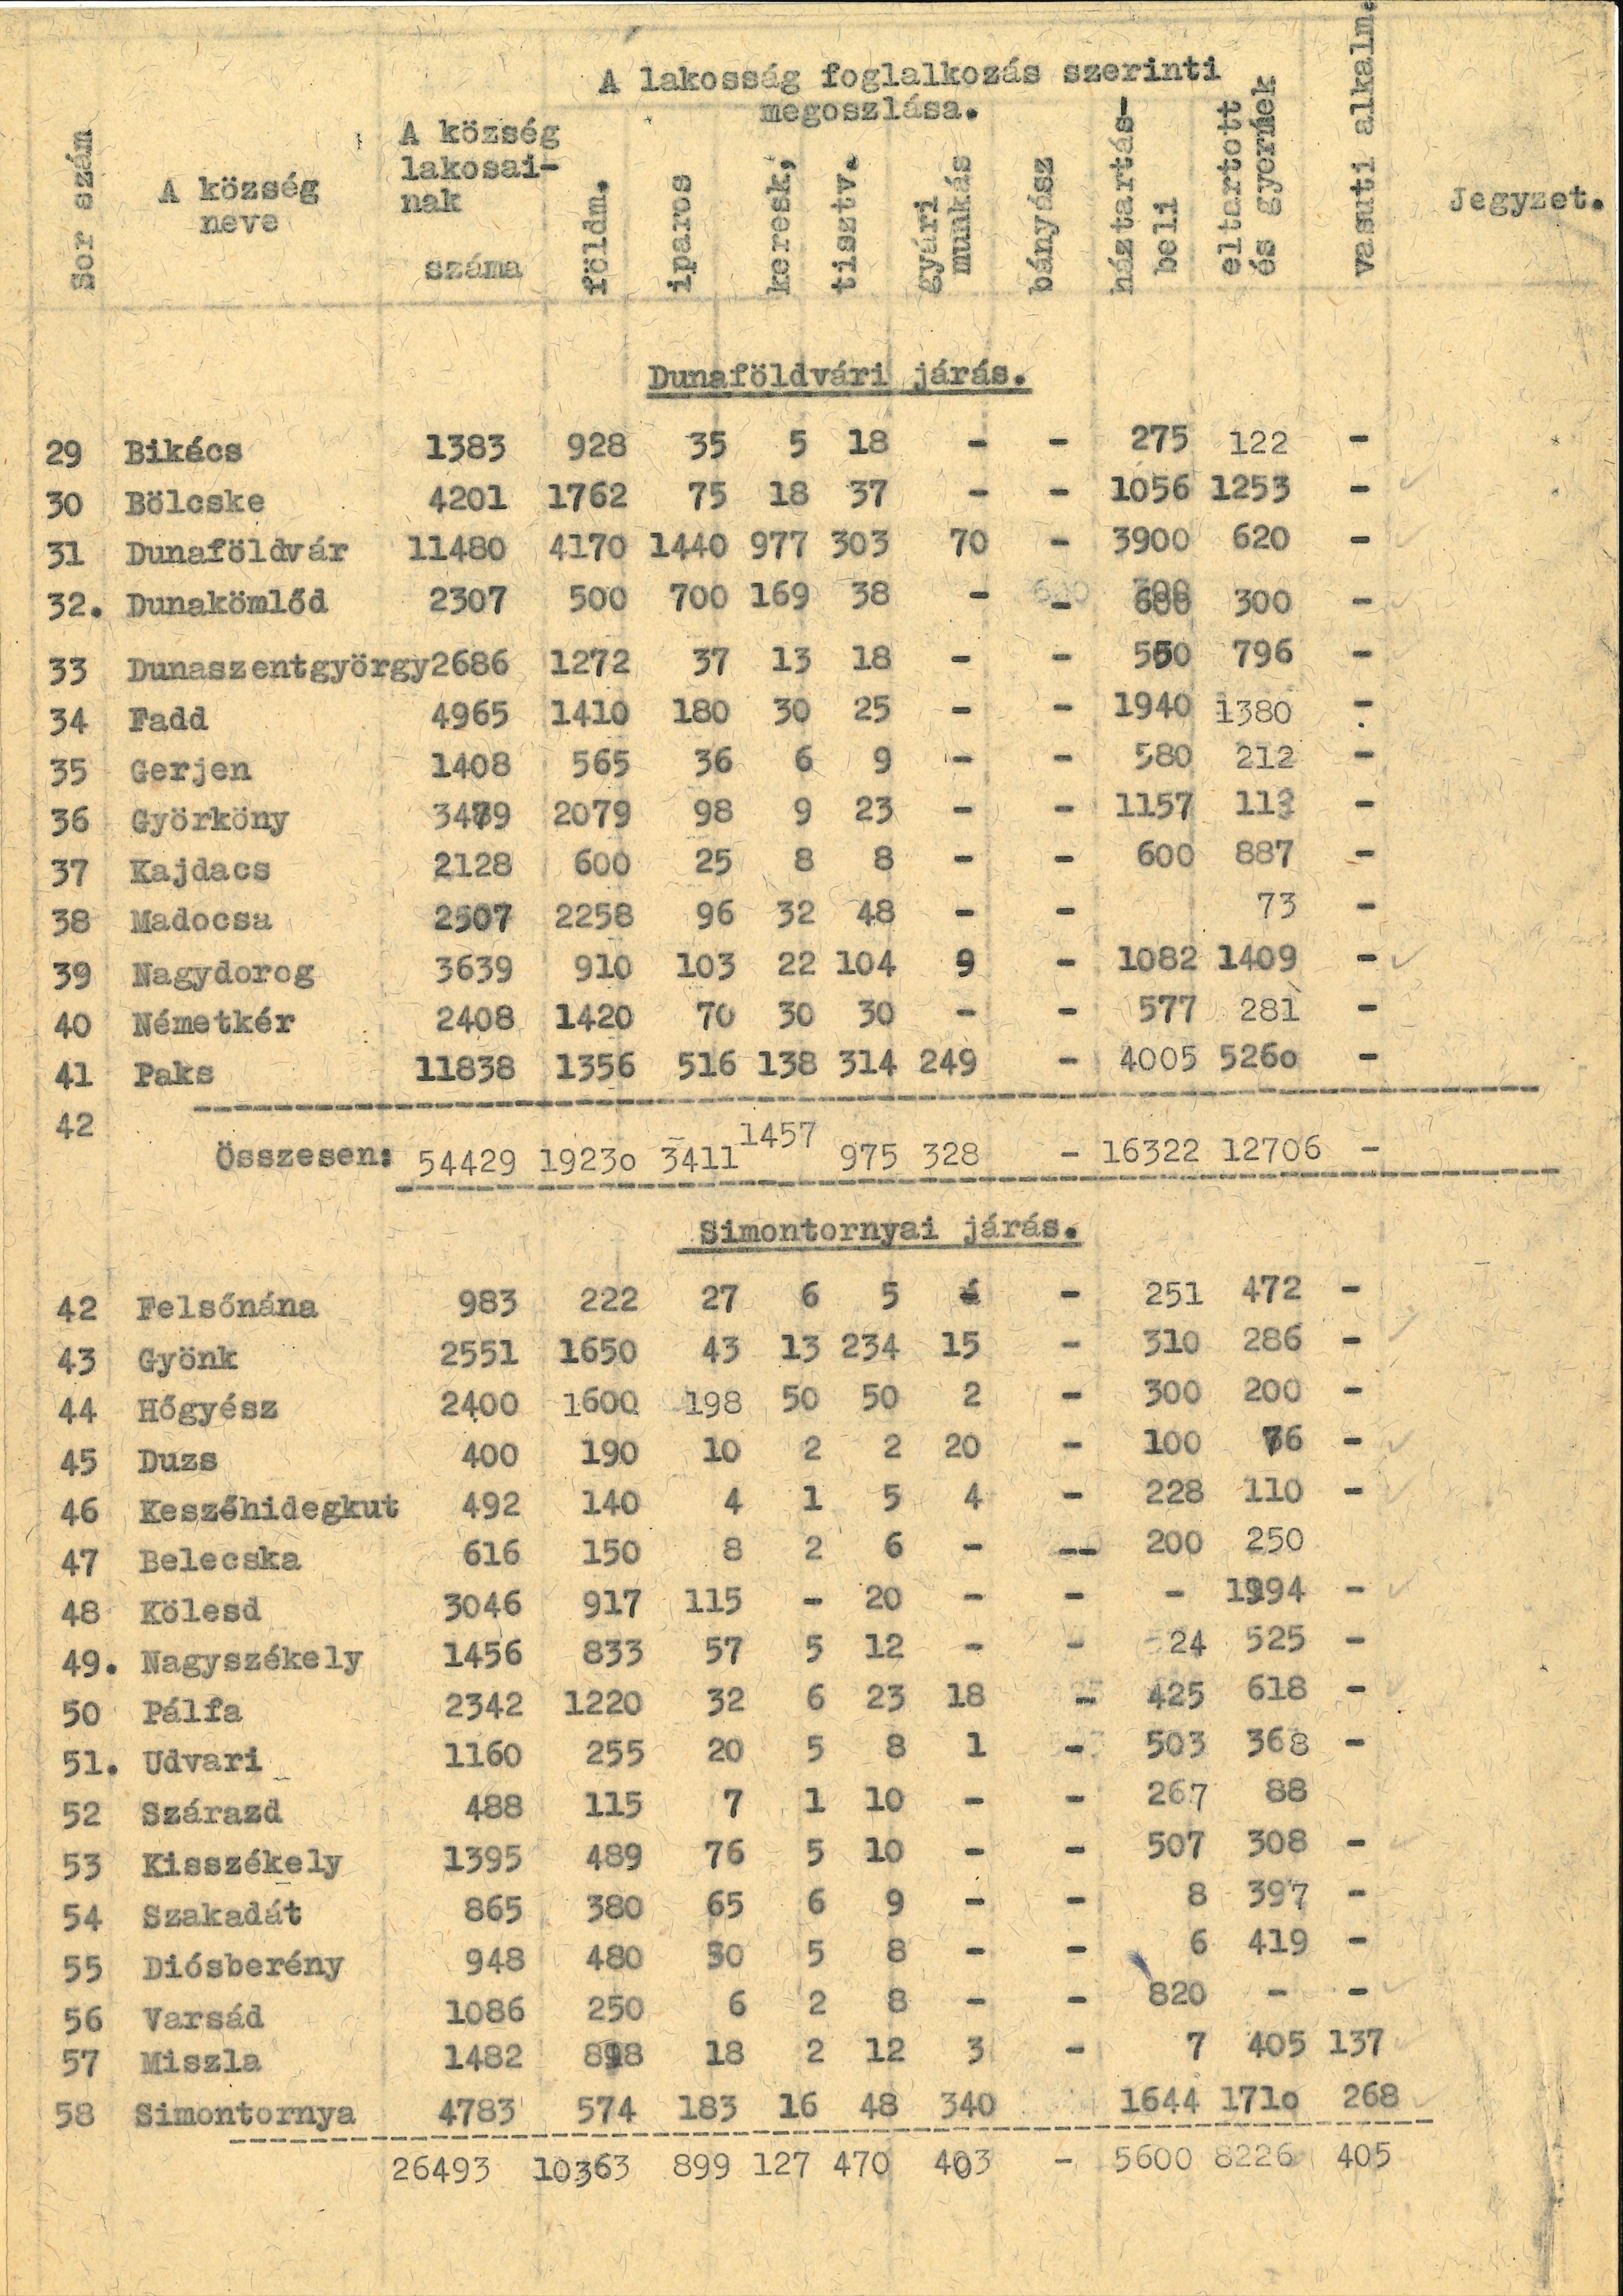 A lakosság foglalkozás szerinti
megoszlása.
Sor szám
A község
neve
A község
lakosai-
nak
száma
földm.
iparos
keresk,
tisztv.
gyári
munkás
bányász
háztartás-
beli
eltartott
és gyermek
vasuti alkalm.
Jegyzet.
Dunaföldvári járás.
29 Bikács 1383 928 35 5 18 - - 275 122 -
30 Bölcske 4201 1762 75 18 37 - - 1056 1253 -
31 Dunaföldvár 11480 4170 1440 977 303 70 - 3900 620 -
32. Dunakömlőd 2307 500 700 169 38 - - 600 300 -
33 Dunaszentgyörgy 2686 1272 37 13 18 - - 550 796 -
34 Fadd 4965 1410 180 30 25 - - 1940 1380 -
35 Gerjen 1408 565 36 6 9 - - 580 212 -
36 Györköny 3479 2079 98 9 23 - - 1157 113 -
37 Kajdacs 2128 600 25 8 8 - - 600 887 -
38 Madocsa 2507 2258 96 32 48 - - 73 -
39 Nagydorog 3639 910 103 22 104 9 - 1082 1409 -
40 Németkér 2408 1420 70 30 30 - - 577 281 -
41 Paks 11838 1356 516 138 314 249 - 4005 526o -
42
Összesen: 54429 1923o 3411 1457 975 328 - 16322 12706 -
Simontornyai járás.
42 Felsőnána 983 222 27 6 5 - 251 472 -
43 Gyönk 2551 1650 43 13 234 15 - 310 286 -
44 Hőgyész 2400 1600 198 50 50 2 - 300 200 -
45 Duzs 400 190 10 2 2 20 - 100 76 -
46 Keszőhidegkut 492 140 4 1 5 4 - 228 110 -
47 Belecska 616 150 8 2 6 - -- 200 250
48 Kölesd 3046 917 115 - 20 - - - 1994 -
49. Nagyszékely 1456 833 57 5 12 - - 24 525 -
50 Pálfa 2342 1220 32 6 23 18 - 425 618 -
51. Udvari 1160 255 20 5 8 1 - 503 368 -
52 Szárazd 488 115 7 1 10 - - 267 88
53 Kisszékely 1395 489 76 5 10 - - 507 308 -
54 Szakadát 865 380 65 6 9 - - 8 397 -
55 Diósberény 948 480 30 5 8 - - 6 419 -
56 Varsád 1086 250 6 2 8 - - 820 - -
57 Miszla 1482 898 18 2 12 3 - 7 405 137
58 Simontornya 4783 574 183 16 48 340 1644 171o 268
26493 10363 899 127 470 403 - 5600 8226 405